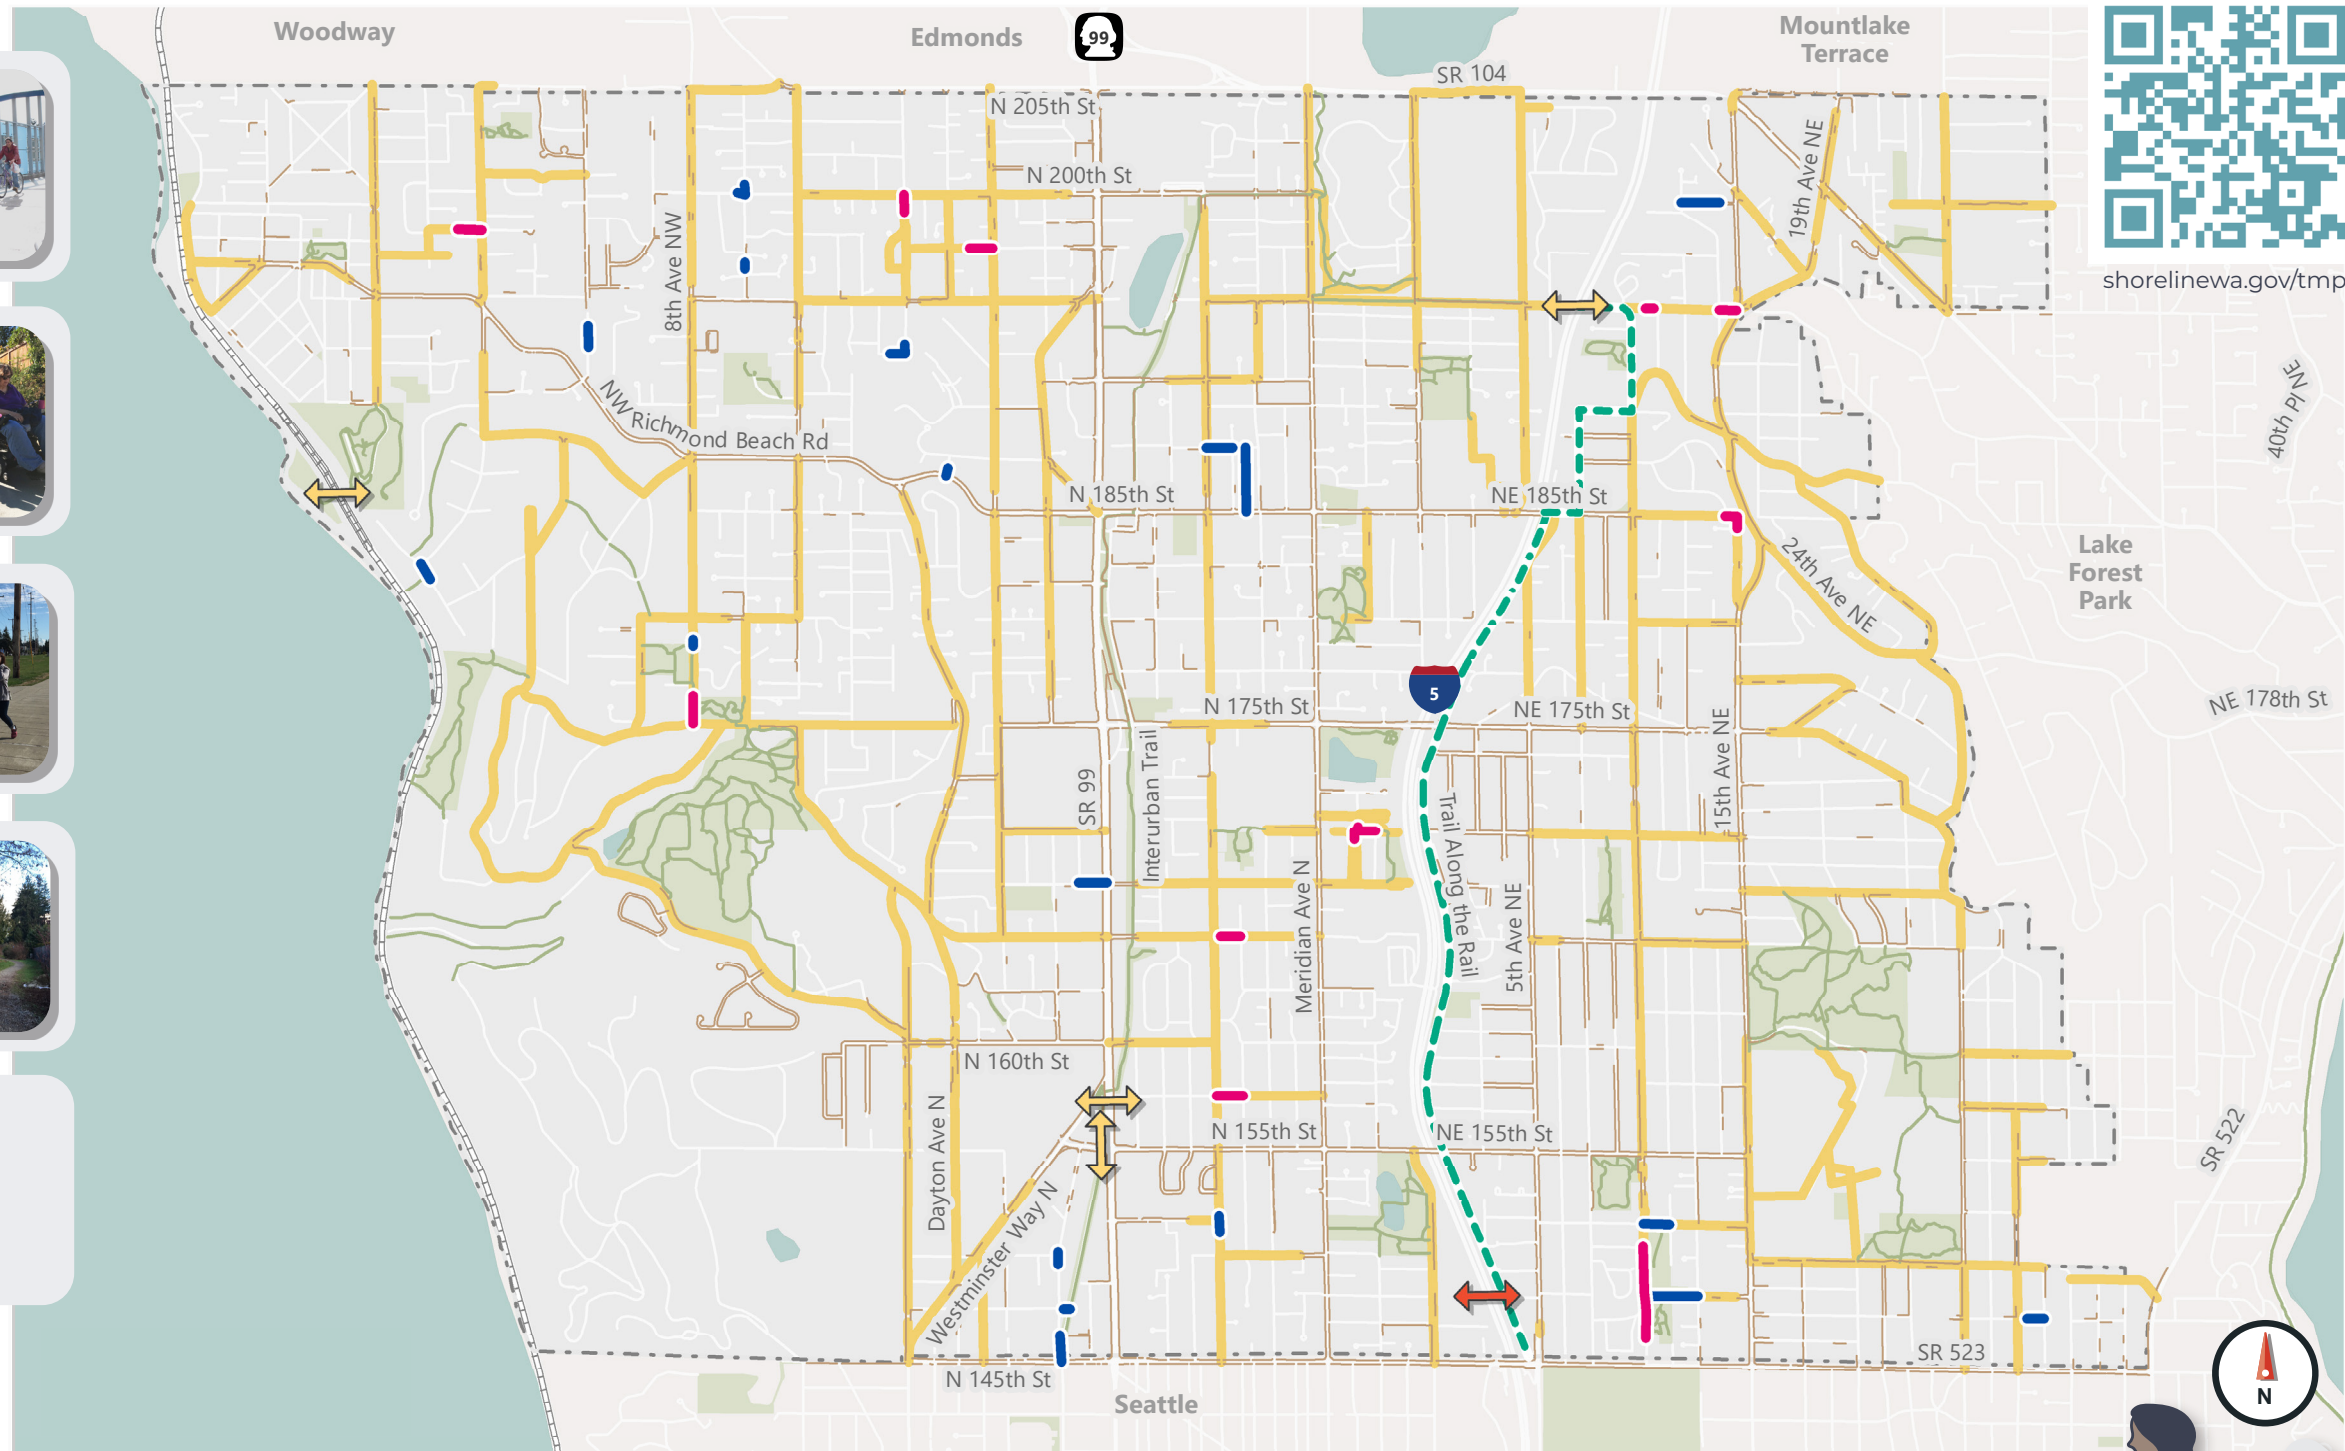 Woodway
Edmonds
99
Mountlake
Terrace
SR 104
N 205th St
N 200th St
19th Ave NE
8th Ave NW
shorelinewa.gov/tmp
40th Pl NE
NW Richmond Beach Rd
N 185th St
NE 185th St
Lake
Forest
Park
24th Ave NE
5
N 175th St
NE 175th St
NE 178th St
15th Ave NE
SR 99
Interurban Trail
Trail Along the Rail
Meridian Ave N
5th Ave NE
N 160th St
Dayton Ave N
N 155th St
NE 155th St
SR 522
Westminster Way N
SR 523
N 145th St
Seattle
N